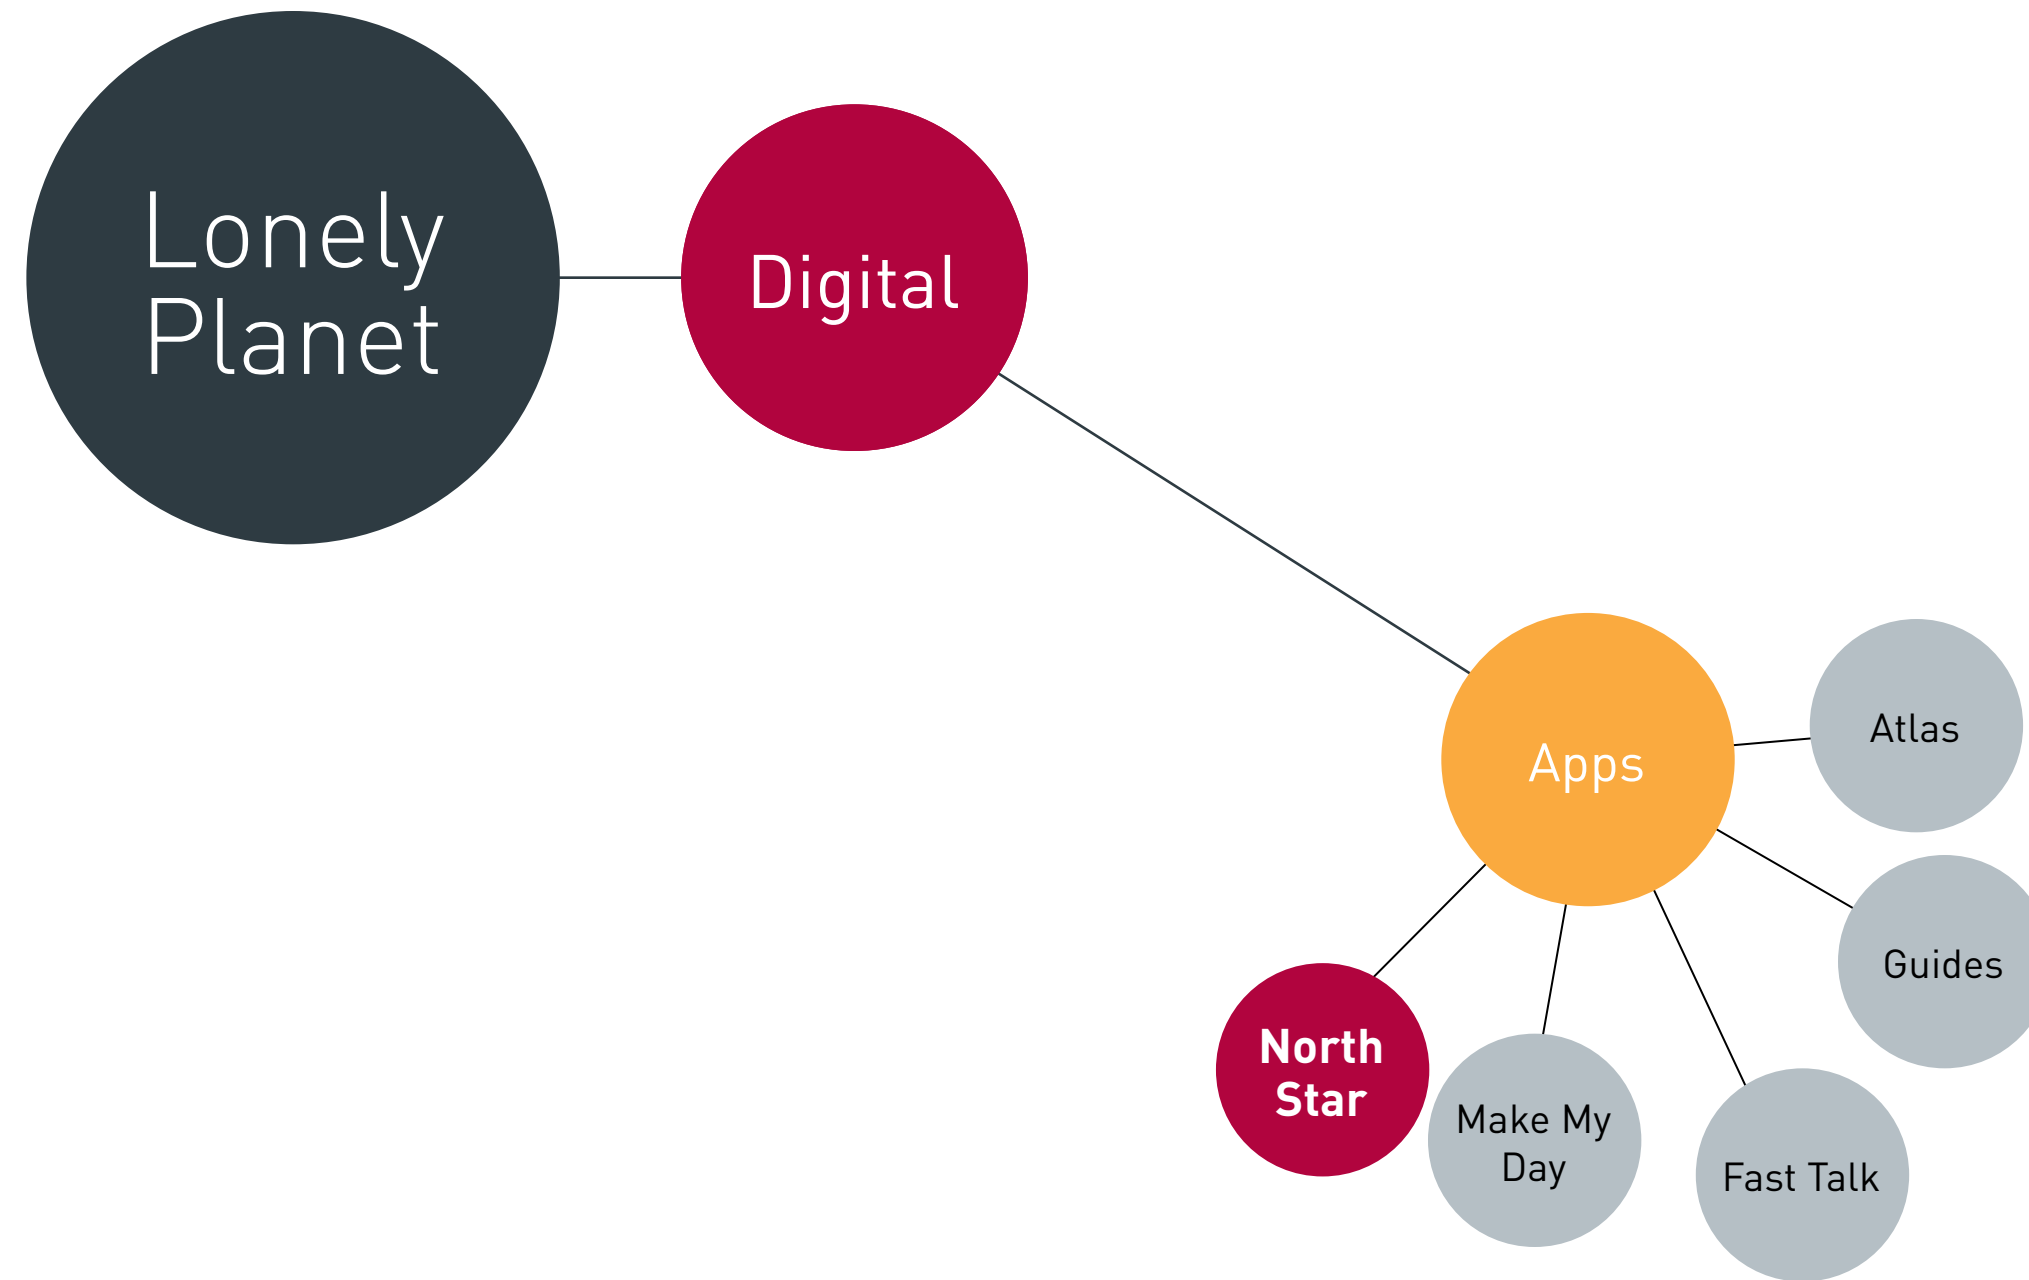 Lonely
Planet
Digital
Apps
Atlas
Guides
North
Star
Make My
Day
Fast Talk